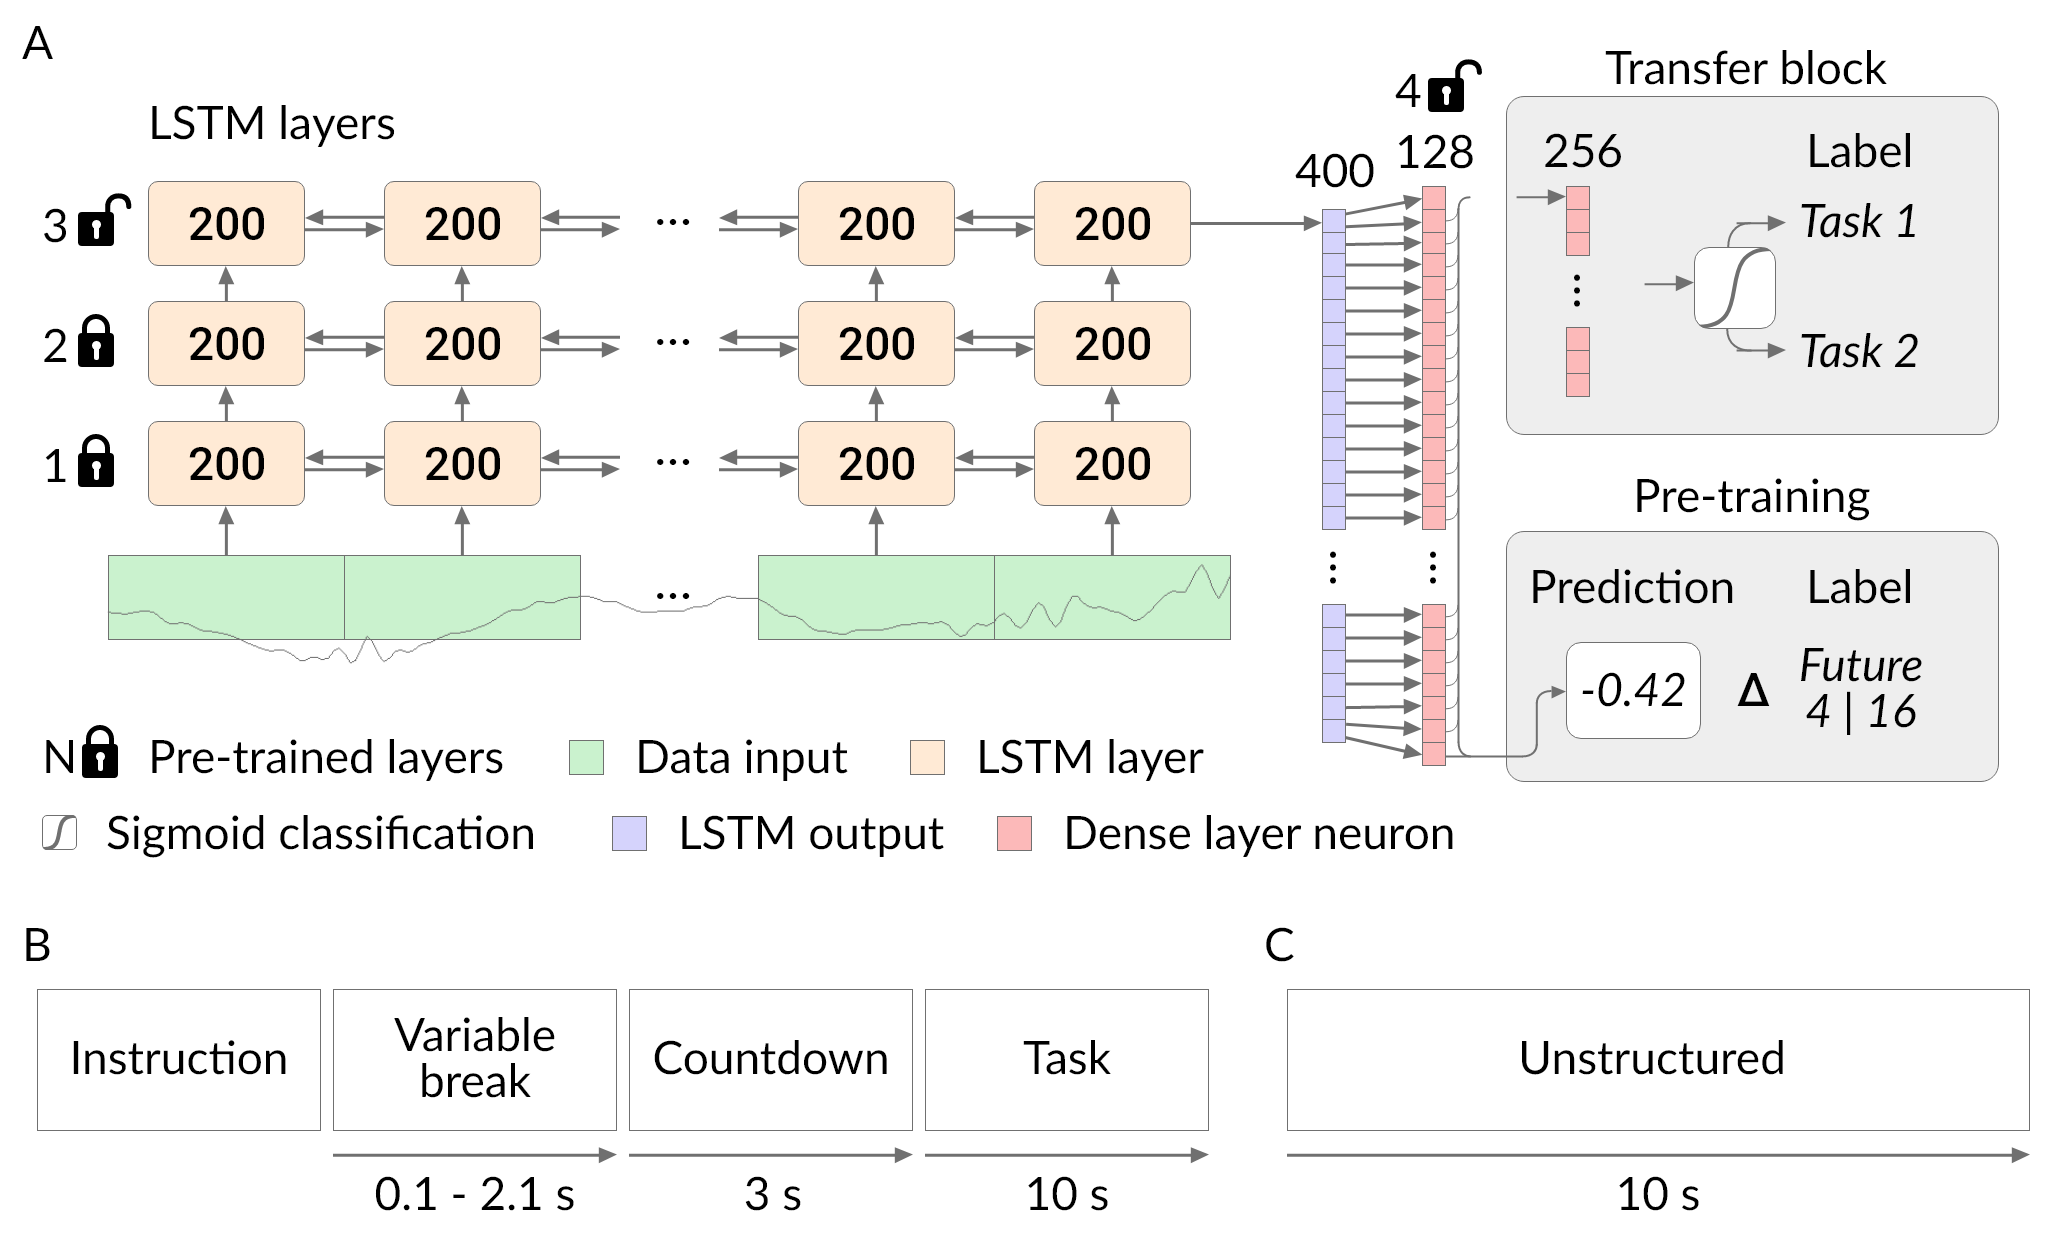 A
LSTM layers
4
Transfer block
400
128
256
Label
3
200 200 ... 200 200
Task 1
2
200 200 ... 200 200
Task 2
1
200 200 ... 200 200
...
Pre-training
Prediction
Label
-0.42
Δ
Future
4 | 16
N
Pre-trained layers
Data input
LSTM layer
Sigmoid classification
LSTM output
Dense layer neuron
B
Instruction
Variable
break
Countdown
Task
0.1 - 2.1 s
3 s
10 s
C
Unstructured
10 s